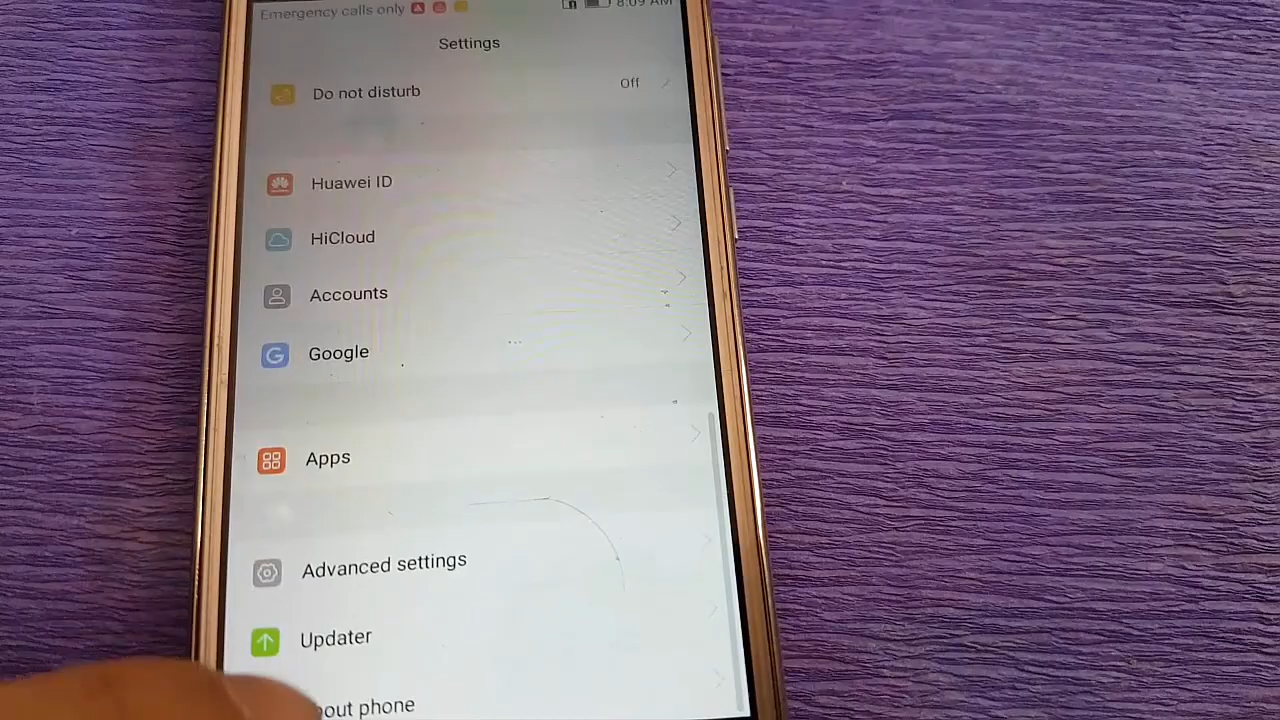 Emergency calls only
8:09 AM
Settings
Do not disturb
Off
Huawei ID
HiCloud
Accounts
Google
Apps
Advanced settings
Updater
phone